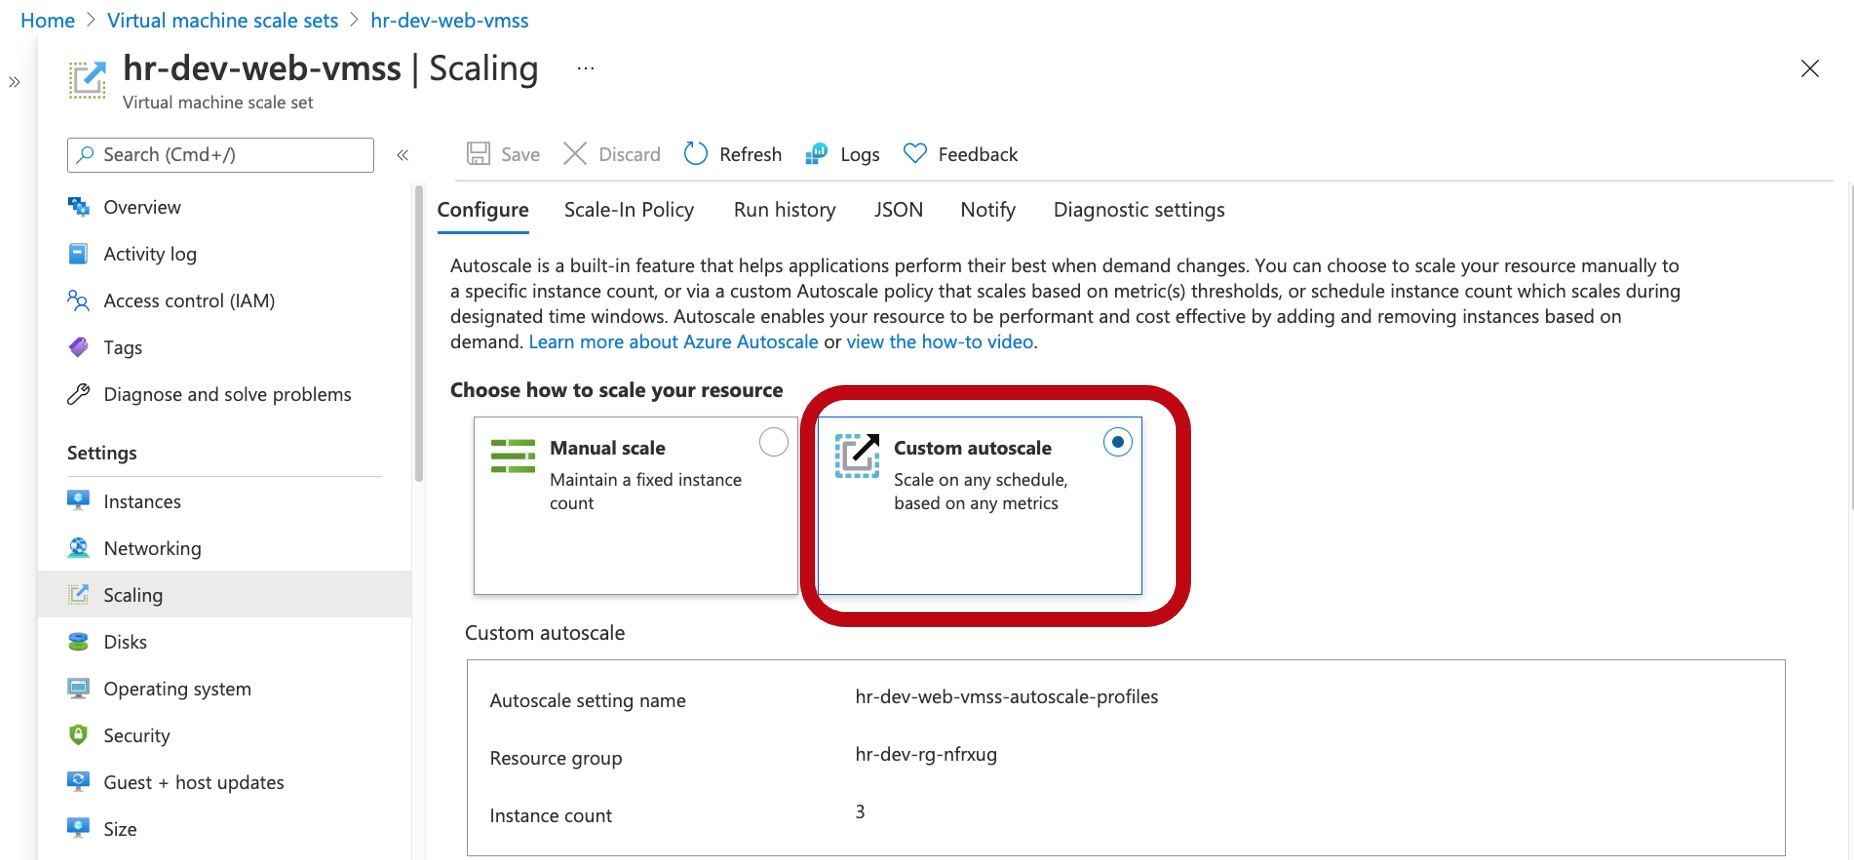 Home > Virtual machine scale sets > hr-dev-web-vmss
hr-dev-web-vmss | Scaling ...
Virtual machine scale set
Search (Cmd+/)
Save Discard Refresh Logs Feedback
Overview
Activity log
Access control (IAM)
Tags
Diagnose and solve problems
Settings
Instances
Networking
Scaling
Disks
Operating system
Security
Guest + host updates
Size
Configure Scale-In Policy Run history JSON Notify Diagnostic settings
Autoscale is a built-in feature that helps applications perform their best when demand changes. You can choose to scale your resource manually to
a specific instance count, or via a custom Autoscale policy that scales based on metric(s) thresholds, or schedule instance count which scales during
designated time windows. Autoscale enables your resource to be performant and cost effective by adding and removing instances based on
demand. Learn more about Azure Autoscale or view the how-to video.
Choose how to scale your resource
Manual scale
Maintain a fixed instance
count
Custom autoscale
Scale on any schedule,
based on any metrics
Custom autoscale
Autoscale setting name hr-dev-web-vmss-autoscale-profiles
Resource group hr-dev-rg-nfrxug
Instance count 3